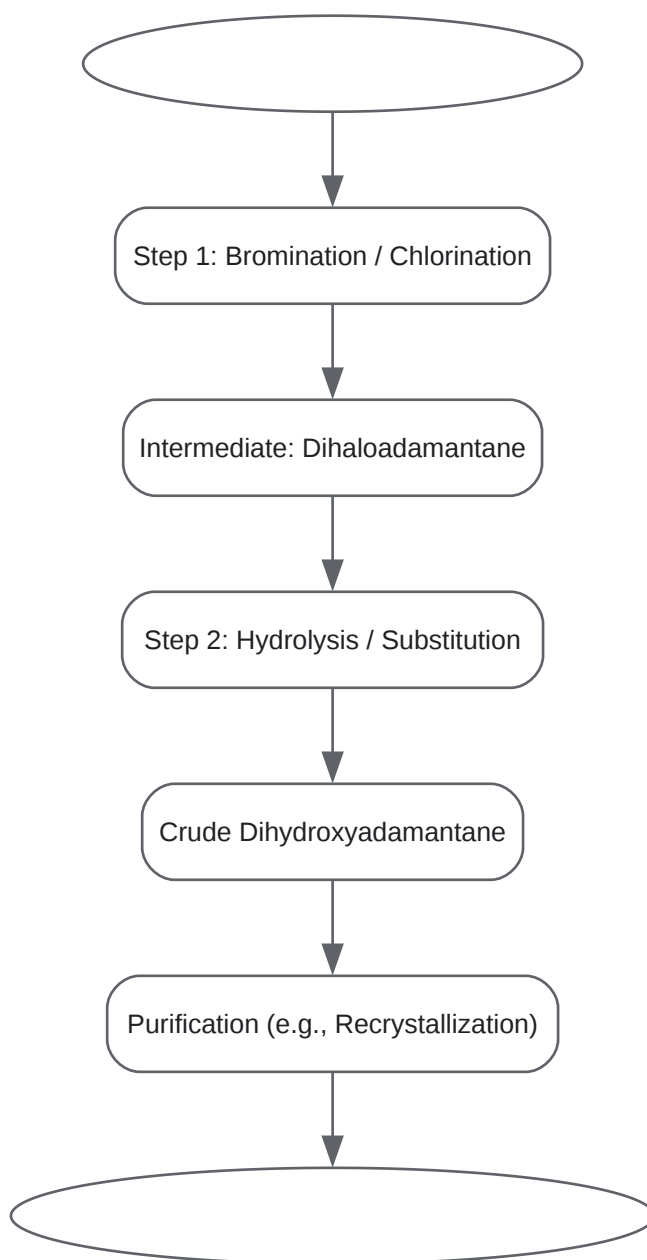 Step 1: Bromination / Chlorination
Intermediate: Dihaloadamantane
Step 2: Hydrolysis / Substitution
Crude Dihydroxyadamantane
Purification (e.g., Recrystallization)